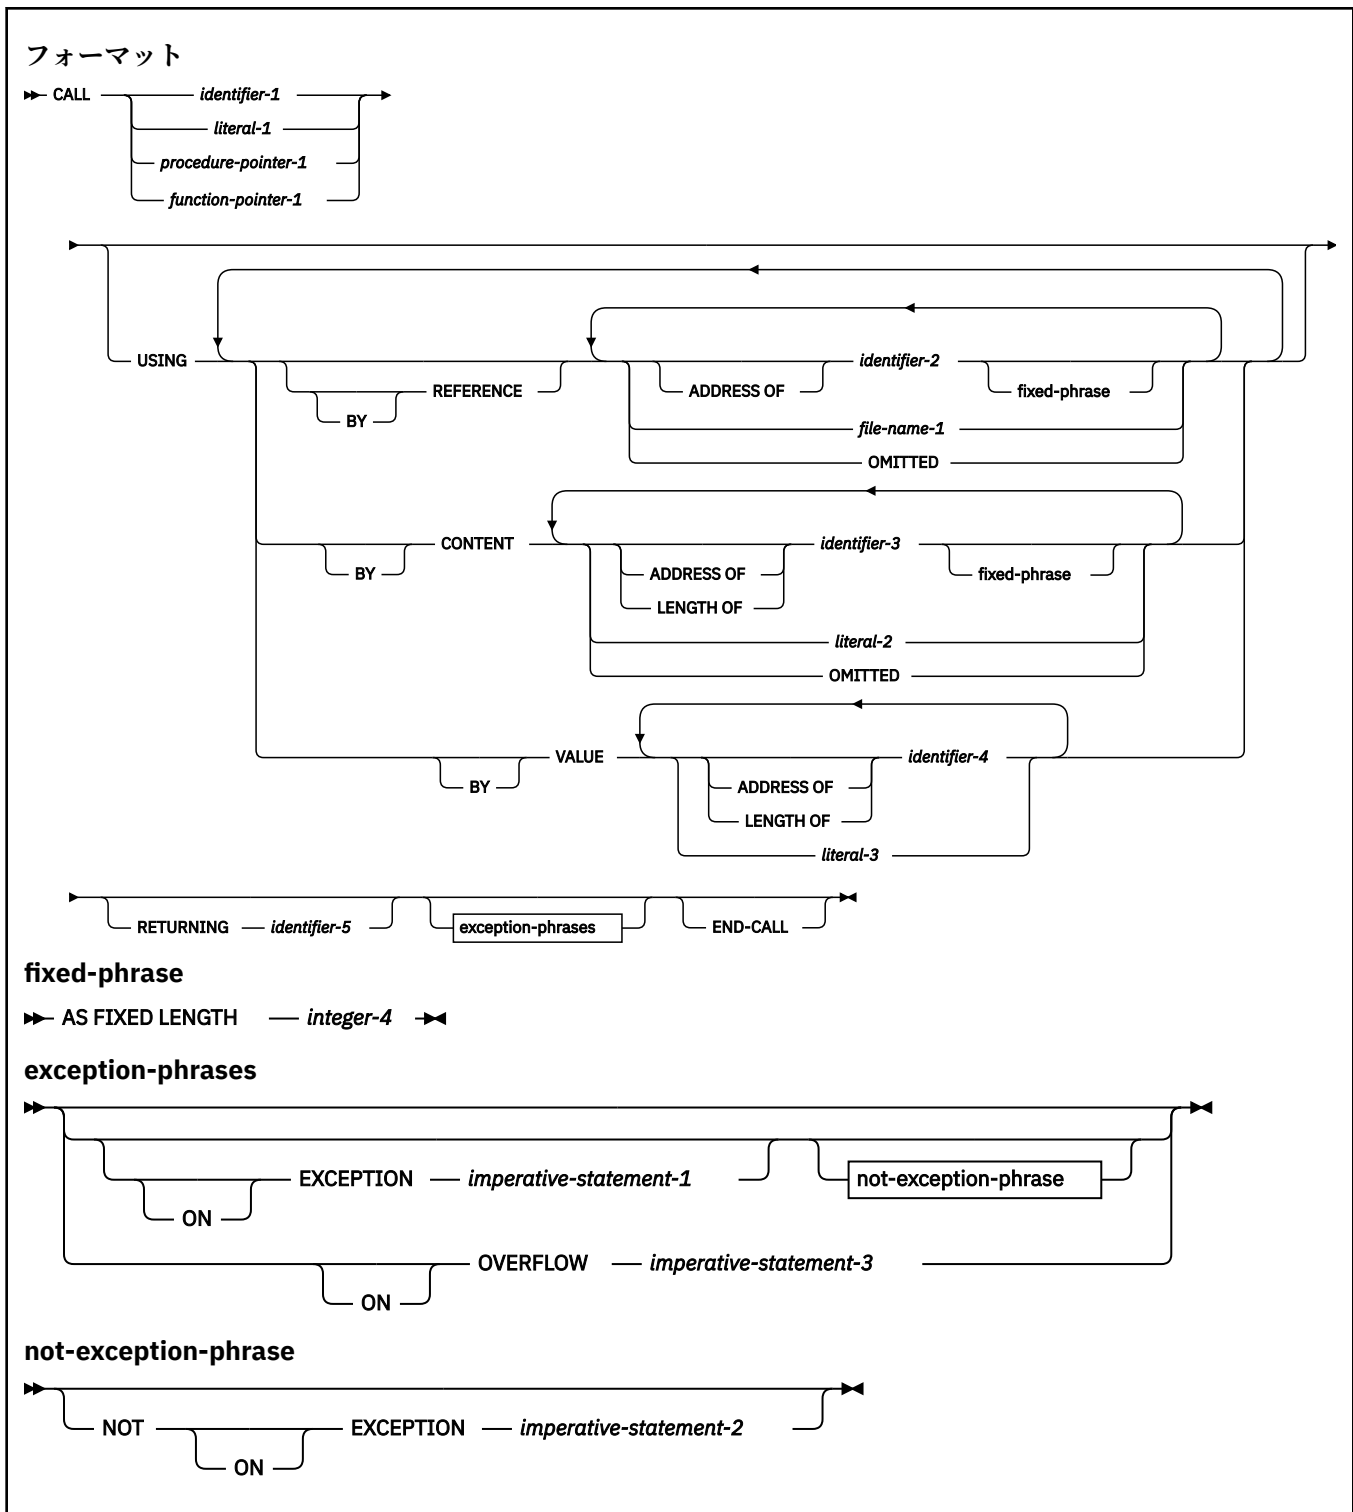 フォーマット
CALL identifier-1
literal-1
procedure-pointer-1
function-pointer-1
USING identifier-2
REFERENCE ADDRESS OF fixed-phrase
BY
file-name-1
OMITTED
CONTENT identifier-3
BY ADDRESS OF fixed-phrase
LENGTH OF
literal-2
OMITTED
VALUE identifier-4
BY ADDRESS OF
LENGTH OF
literal-3
RETURNING identifier-5 exception-phrases END-CALL
fixed-phrase
AS FIXED LENGTH integer-4
exception-phrases
EXCEPTION imperative-statement-1 not-exception-phrase
ON
OVERFLOW imperative-statement-3
ON
not-exception-phrase
NOT EXCEPTION imperative-statement-2
ON